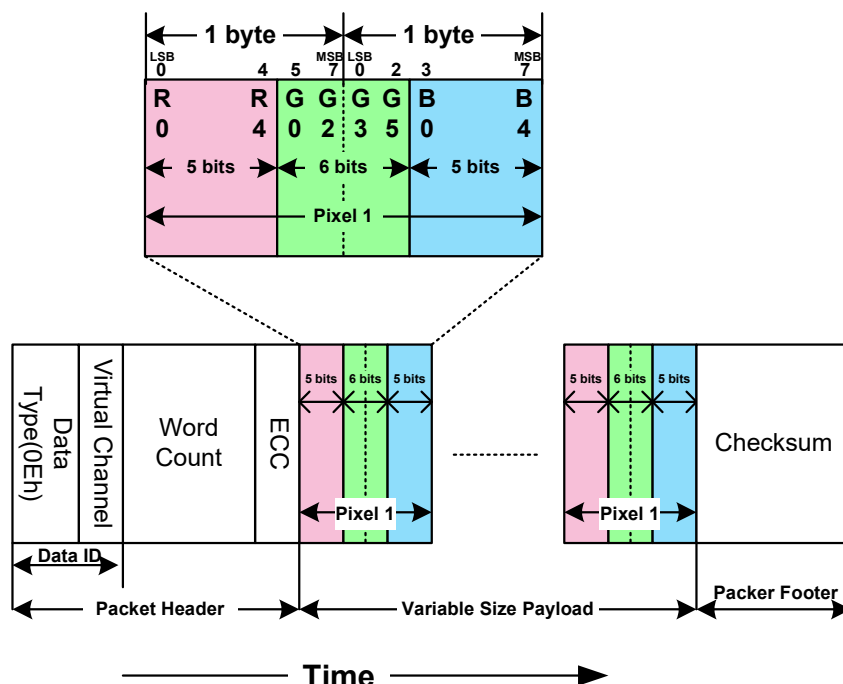 1 byte 1 byte
LSB MSB LSB MSB
0 4 5 7 0 2 3 7
R R G G G G B B
0 4 0 2 3 5 0 4
5 bits 6 bits 5 bits
Pixel 1
Data Type(0Eh)
Virtual Channel
Word Count
ECC
5 bits 6 bits 5 bits
Pixel 1
5 bits 6 bits 5 bits
Pixel 1
Checksum
Data ID
Packet Header Variable Size Payload Packer Footer
Time